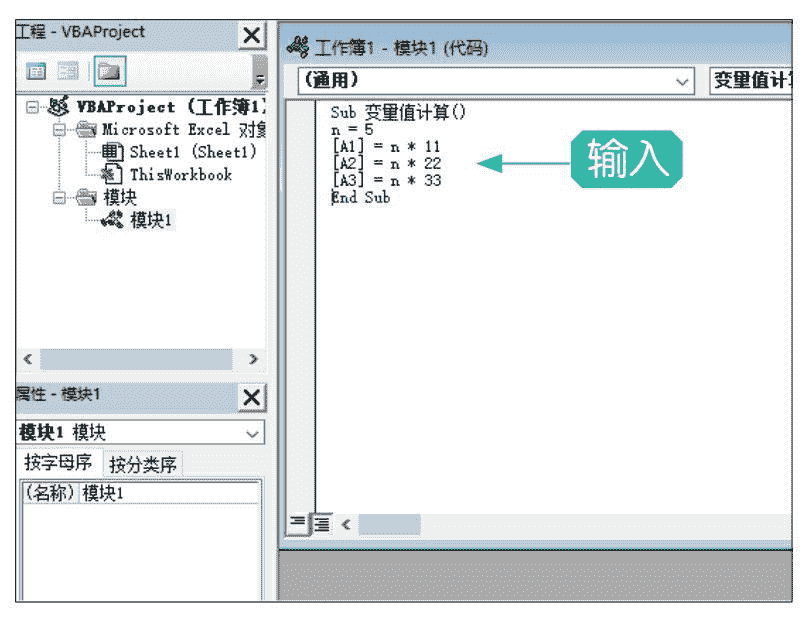 工程 - VBAProject
VBAProject (工作簿1)
Microsoft Excel 对象
Sheet1 (Sheet1)
ThisWorkbook
模块
模块1
属性 - 模块1
模块1 模块
按字母序 按分类序
(名称) 模块1
工作簿1 - 模块1 (代码)
(通用) 变量值计
Sub 变量值计算()
n = 5
[A1] = n * 11
[A2] = n * 22
[A3] = n * 33
End Sub
输入